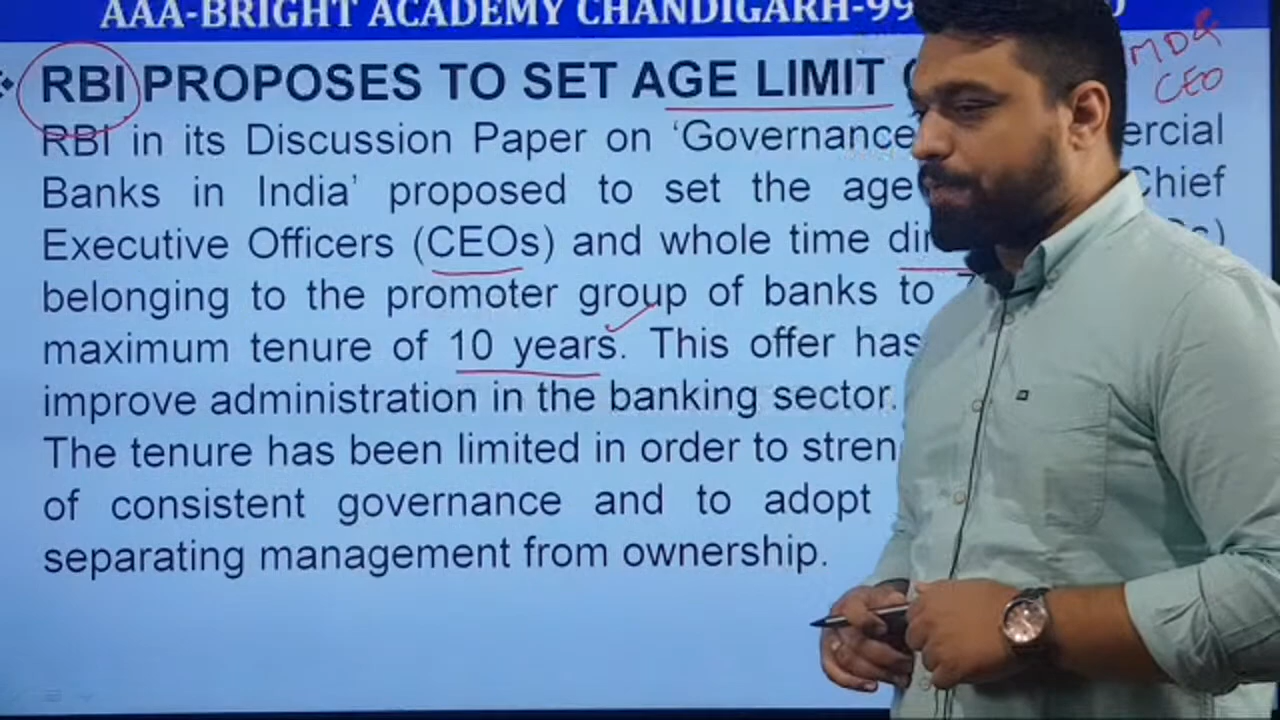 AAA-BRIGHT ACADEMY CHANDIGARH-99
RBI PROPOSES TO SET AGE LIMIT
MD &
CEO
RBI in its Discussion Paper on ‘Governance ercial
Banks in India’ proposed to set the age Chief
Executive Officers (CEOs) and whole time
belonging to the promoter group of banks to
maximum tenure of 10 years. This offer has
improve administration in the banking sector.
The tenure has been limited in order to
of consistent governance and to adopt
separating management from ownership.